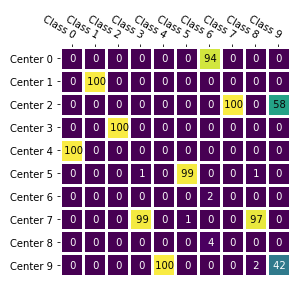 Class 0 Class 1 Class 2 Class 3 Class 4 Class 5 Class 6 Class 7 Class 8 Class 9
Center 0 0 0 0 0 0 0 94 0 0 0
Center 1 0 100 0 0 0 0 0 0 0 0
Center 2 0 0 0 0 0 0 0 100 0 58
Center 3 0 0 100 0 0 0 0 0 0 0
Center 4 100 0 0 0 0 0 0 0 0 0
Center 5 0 0 0 1 0 99 0 0 1 0
Center 6 0 0 0 0 0 0 2 0 0 0
Center 7 0 0 0 99 0 1 0 0 97 0
Center 8 0 0 0 0 0 0 4 0 0 0
Center 9 0 0 0 0 100 0 0 0 2 42